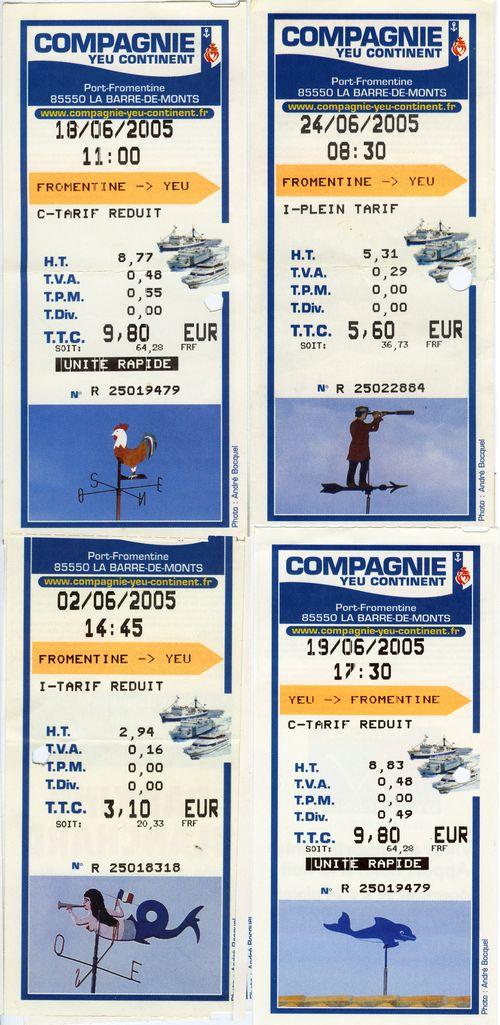 COMPAGNIE
YEU CONTINENT
Port-Fromentine
85550 LA BARRE-DE-MONTS
www.compagnie-yeu-continent.fr
18/06/2005
11:00
FROMENTINE -> YEU
C-TARIF REDUIT
H.T. 8,77
T.V.A. 0,48
T.P.M. 0,55
T.Div. 0,00
T.T.C. 9,80 EUR
SOIT: 64,28 FRF
UNITE RAPIDE
N° R 25019479
S E O N
Photo : André Bocquel
COMPAGNIE
YEU CONTINENT
Port-Fromentine
85550 LA BARRE-DE-MONTS
www.compagnie-yeu-continent.fr
24/06/2005
08:30
FROMENTINE -> YEU
I-PLEIN TARIF
H.T. 5,31
T.V.A. 0,29
T.P.M. 0,00
T.Div. 0,00
T.T.C. 5,60 EUR
SOIT: 36,73 FRF
N° R 25022884
Photo : André Bocquel
Port-Fromentine
85550 LA BARRE-DE-MONTS
www.compagnie-yeu-continent.fr
02/06/2005
14:45
FROMENTINE -> YEU
I-TARIF REDUIT
H.T. 2,94
T.V.A. 0,16
T.P.M. 0,00
T.Div. 0,00
T.T.C. 3,10 EUR
SOIT: 20,33 FRF
N° R 25018318
COMPAGNIE
YEU CONTINENT
Port-Fromentine
85550 LA BARRE-DE-MONTS
www.compagnie-yeu-continent.fr
19/06/2005
17:30
YEU -> FROMENTINE
C-TARIF REDUIT
H.T. 8,83
T.V.A. 0,48
T.P.M. 0,00
T.Div. 0,49
T.T.C. 9,80 EUR
SOIT: 64,28 FRF
UNITE RAPIDE
N° R 25019479
Photo : André Bocquel